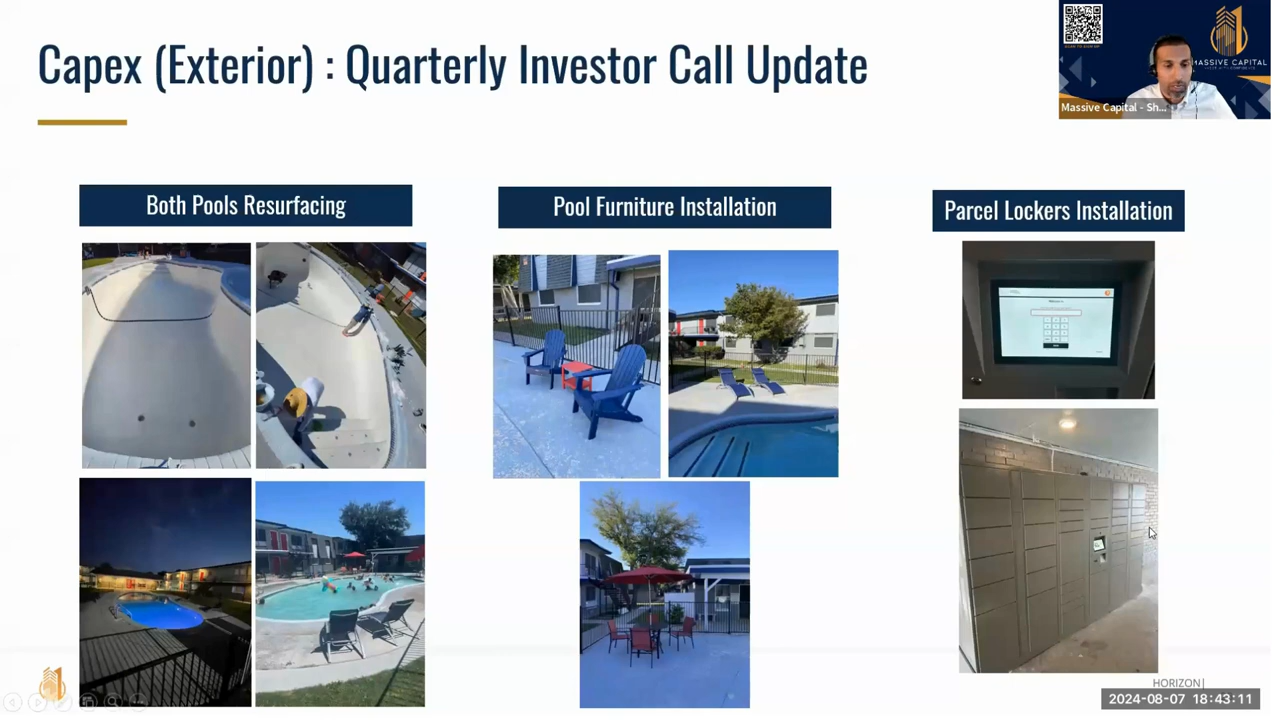 Capex (Exterior) : Quarterly Investor Call Update
MASSIVE CAPITAL
Massive Capital - Sh...
Both Pools Resurfacing
Pool Furniture Installation
Parcel Lockers Installation
HORIZON|
2024-08-07 18:43:11